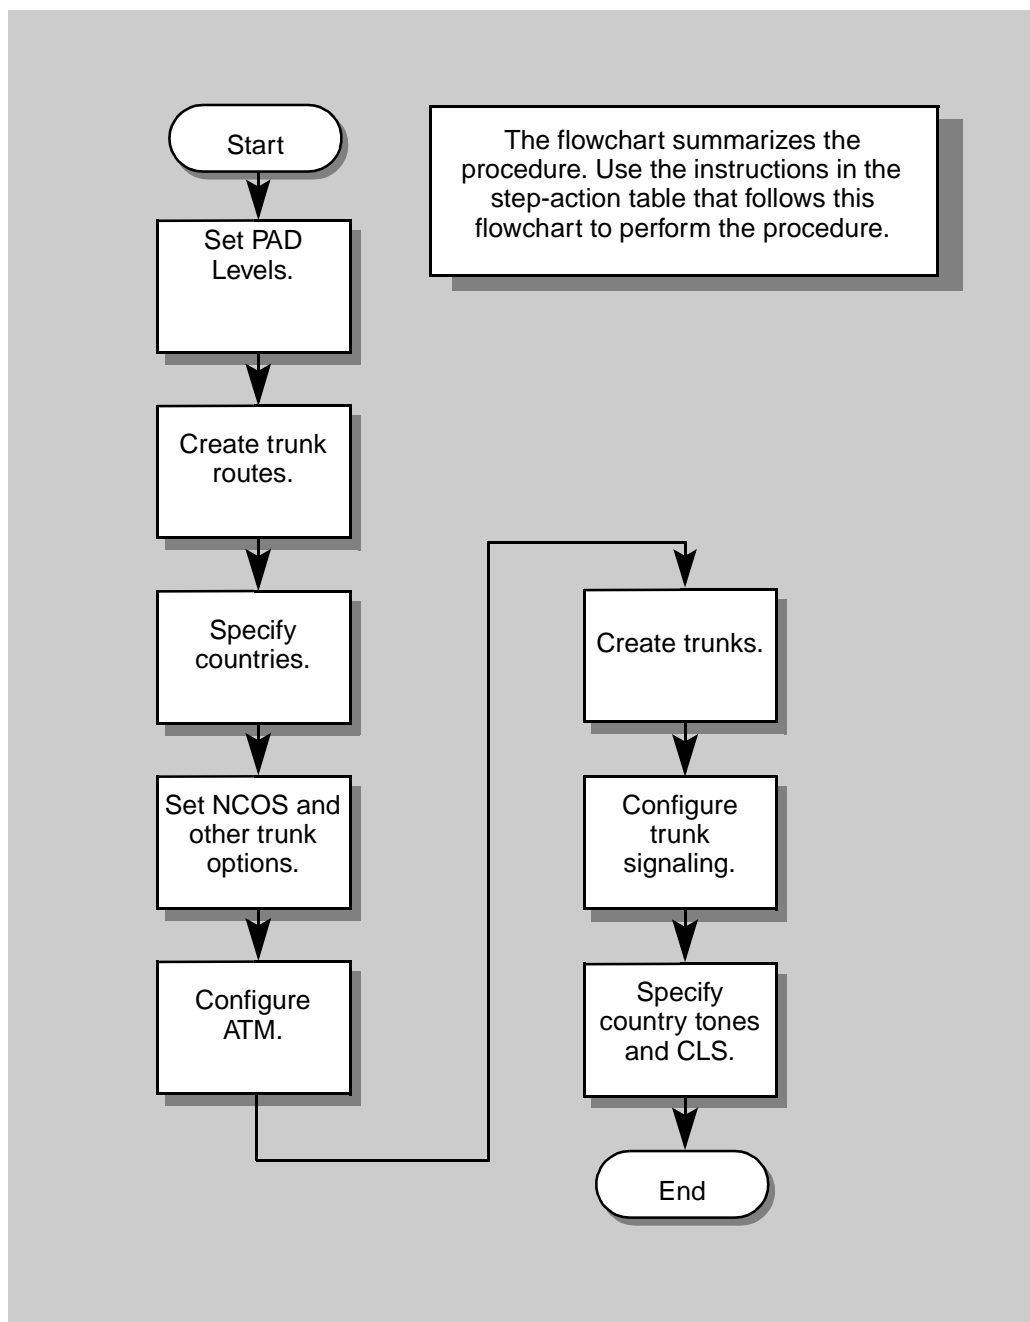 Start
The flowchart summarizes the
procedure. Use the instructions in the
step-action table that follows this
flowchart to perform the procedure.
Set PAD
Levels.
Create trunk
routes.
Specify
countries.
Set NCOS and
other trunk
options.
Configure
ATM.
Create trunks.
Configure
trunk
signaling.
Specify
country tones
and CLS.
End